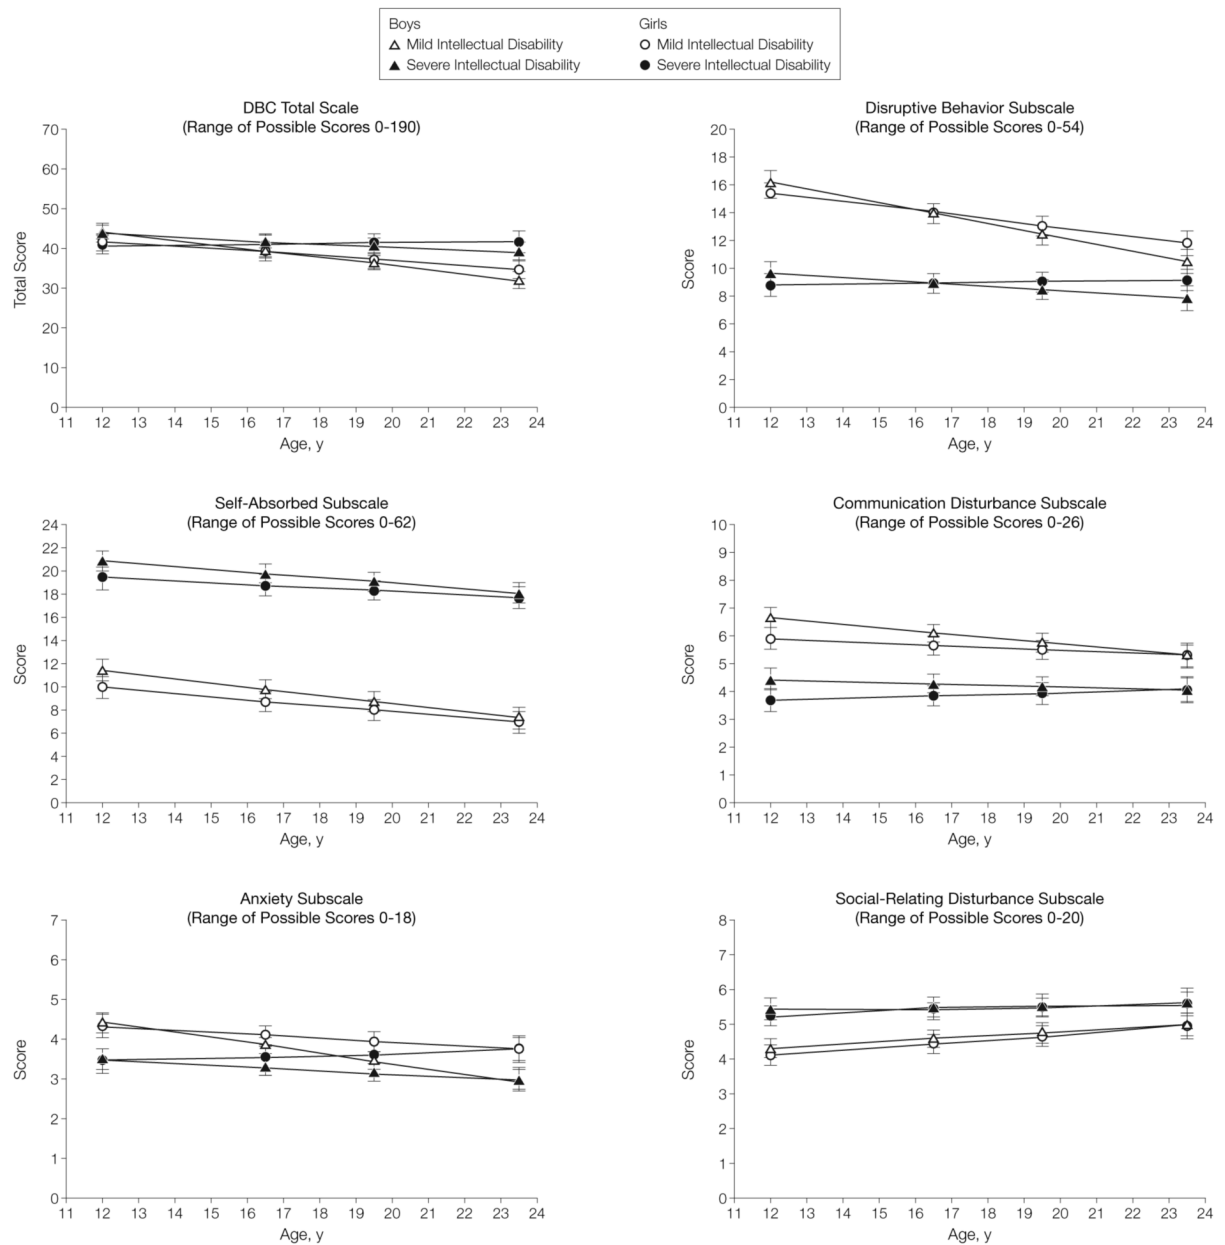 Boys
Mild Intellectual Disability
Severe Intellectual Disability
Girls
Mild Intellectual Disability
Severe Intellectual Disability
DBC Total Scale
(Range of Possible Scores 0-190)
70
60
50
40
30
20
10
0
Total Score
11 12 13 14 15 16 17 18 19 20 21 22 23 24
Age, y
Disruptive Behavior Subscale
(Range of Possible Scores 0-54)
20
18
16
14
12
10
8
6
4
2
0
Score
11 12 13 14 15 16 17 18 19 20 21 22 23 24
Age, y
Self-Absorbed Subscale
(Range of Possible Scores 0-62)
24
22
20
18
16
14
12
10
8
6
4
2
0
Score
11 12 13 14 15 16 17 18 19 20 21 22 23 24
Age, y
Communication Disturbance Subscale
(Range of Possible Scores 0-26)
10
9
8
7
6
5
4
3
2
1
0
Score
11 12 13 14 15 16 17 18 19 20 21 22 23 24
Age, y
Anxiety Subscale
(Range of Possible Scores 0-18)
7
6
5
4
3
2
1
0
Score
11 12 13 14 15 16 17 18 19 20 21 22 23 24
Age, y
Social-Relating Disturbance Subscale
(Range of Possible Scores 0-20)
8
7
6
5
4
3
2
1
0
Score
11 12 13 14 15 16 17 18 19 20 21 22 23 24
Age, y